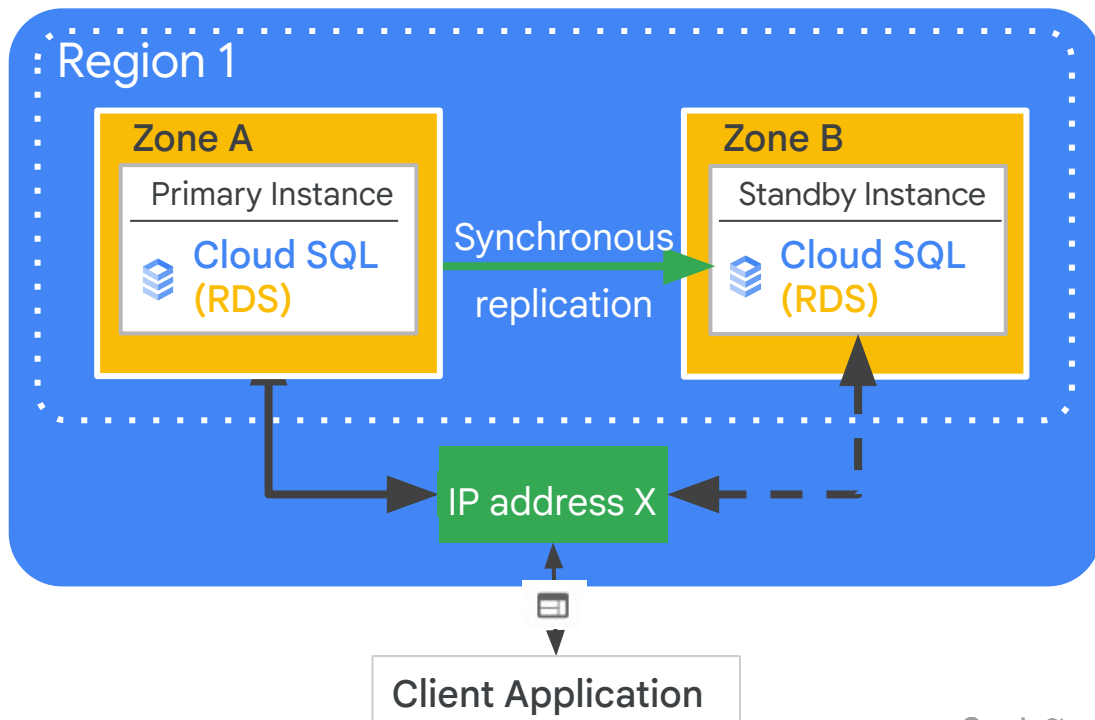 Region 1
Zone A
Primary Instance
Cloud SQL
(RDS)
Synchronous
replication
Zone B
Standby Instance
Cloud SQL
(RDS)
IP address X
Client Application